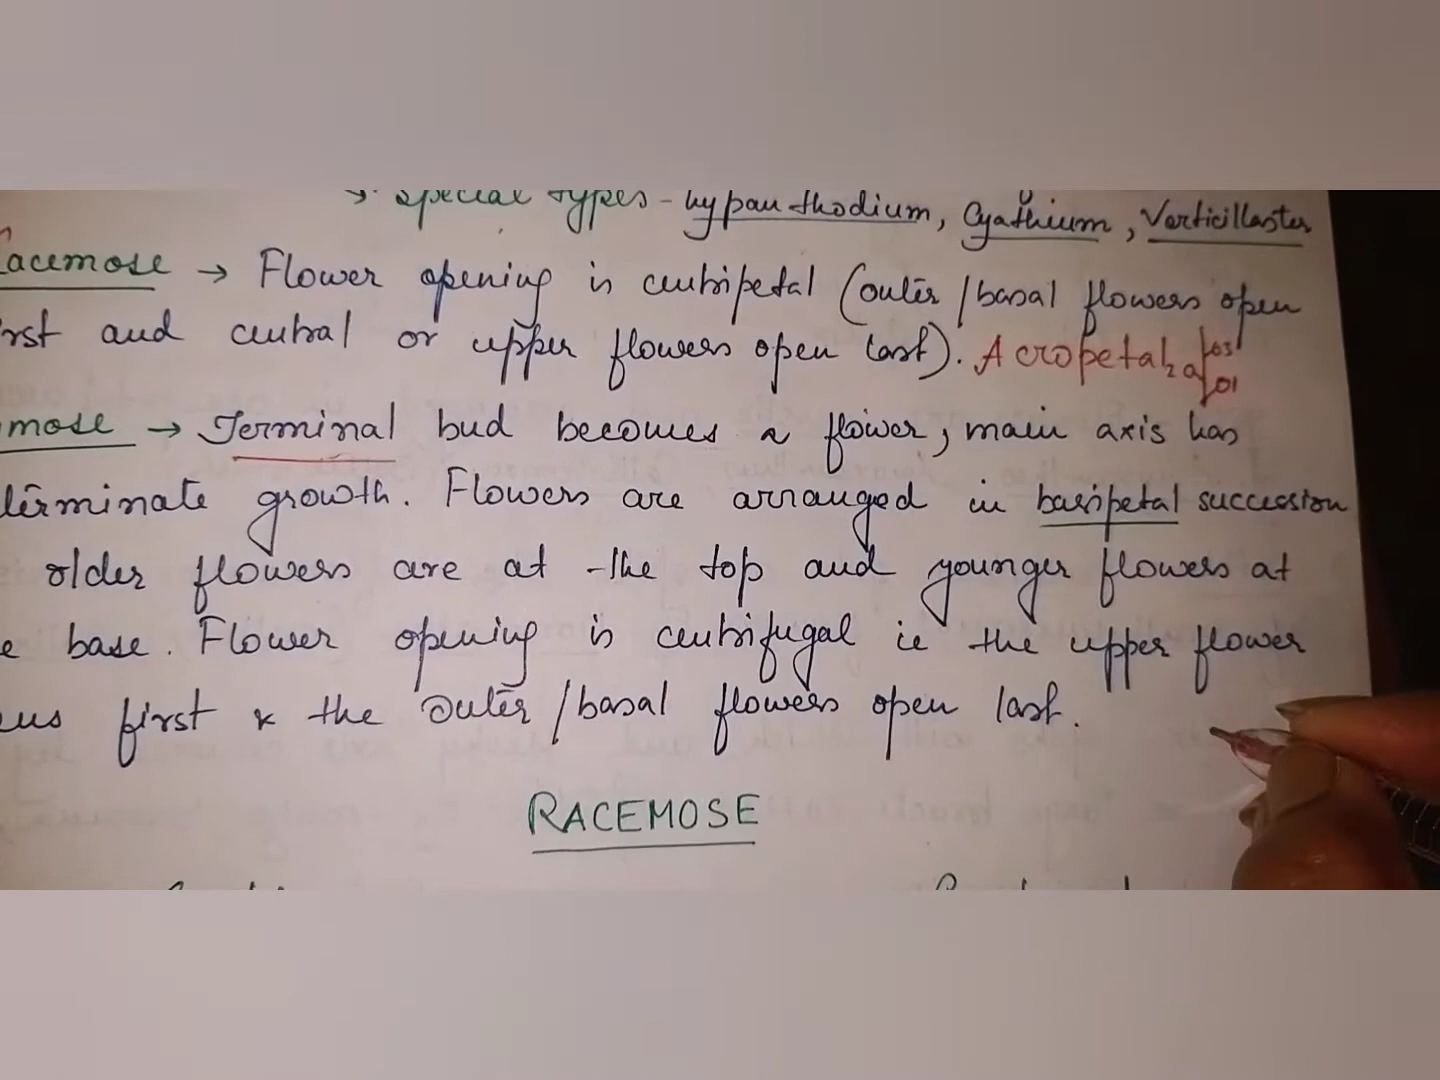 special types - hypanthodium, Cyathium, Verticillaster
Racemose → Flower opening is centripetal (outer / basal flowers open
first and central or upper flowers open last). Acropetal
mose → Terminal bud becomes a flower, main axis has
terminate growth. Flowers are arranged in basipetal succession
older flowers are at the top and younger flowers at
e base. Flower opening is centrifugal ie the upper flower
ens first & the outer / basal flowers open last.
RACEMOSE